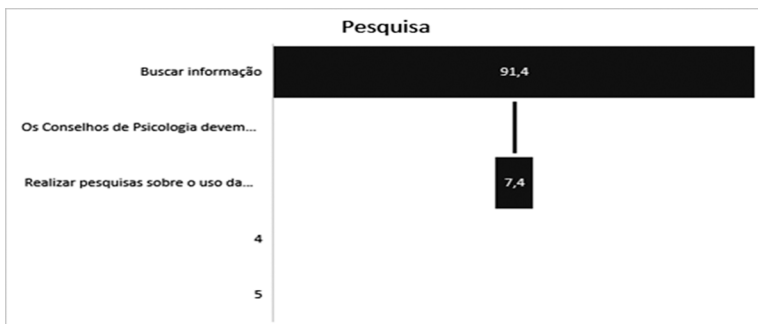 Pesquisa
Buscar informação
91,4
Os Conselhos de Psicologia devem...
Realizar pesquisas sobre o uso da...
7,4
4
5